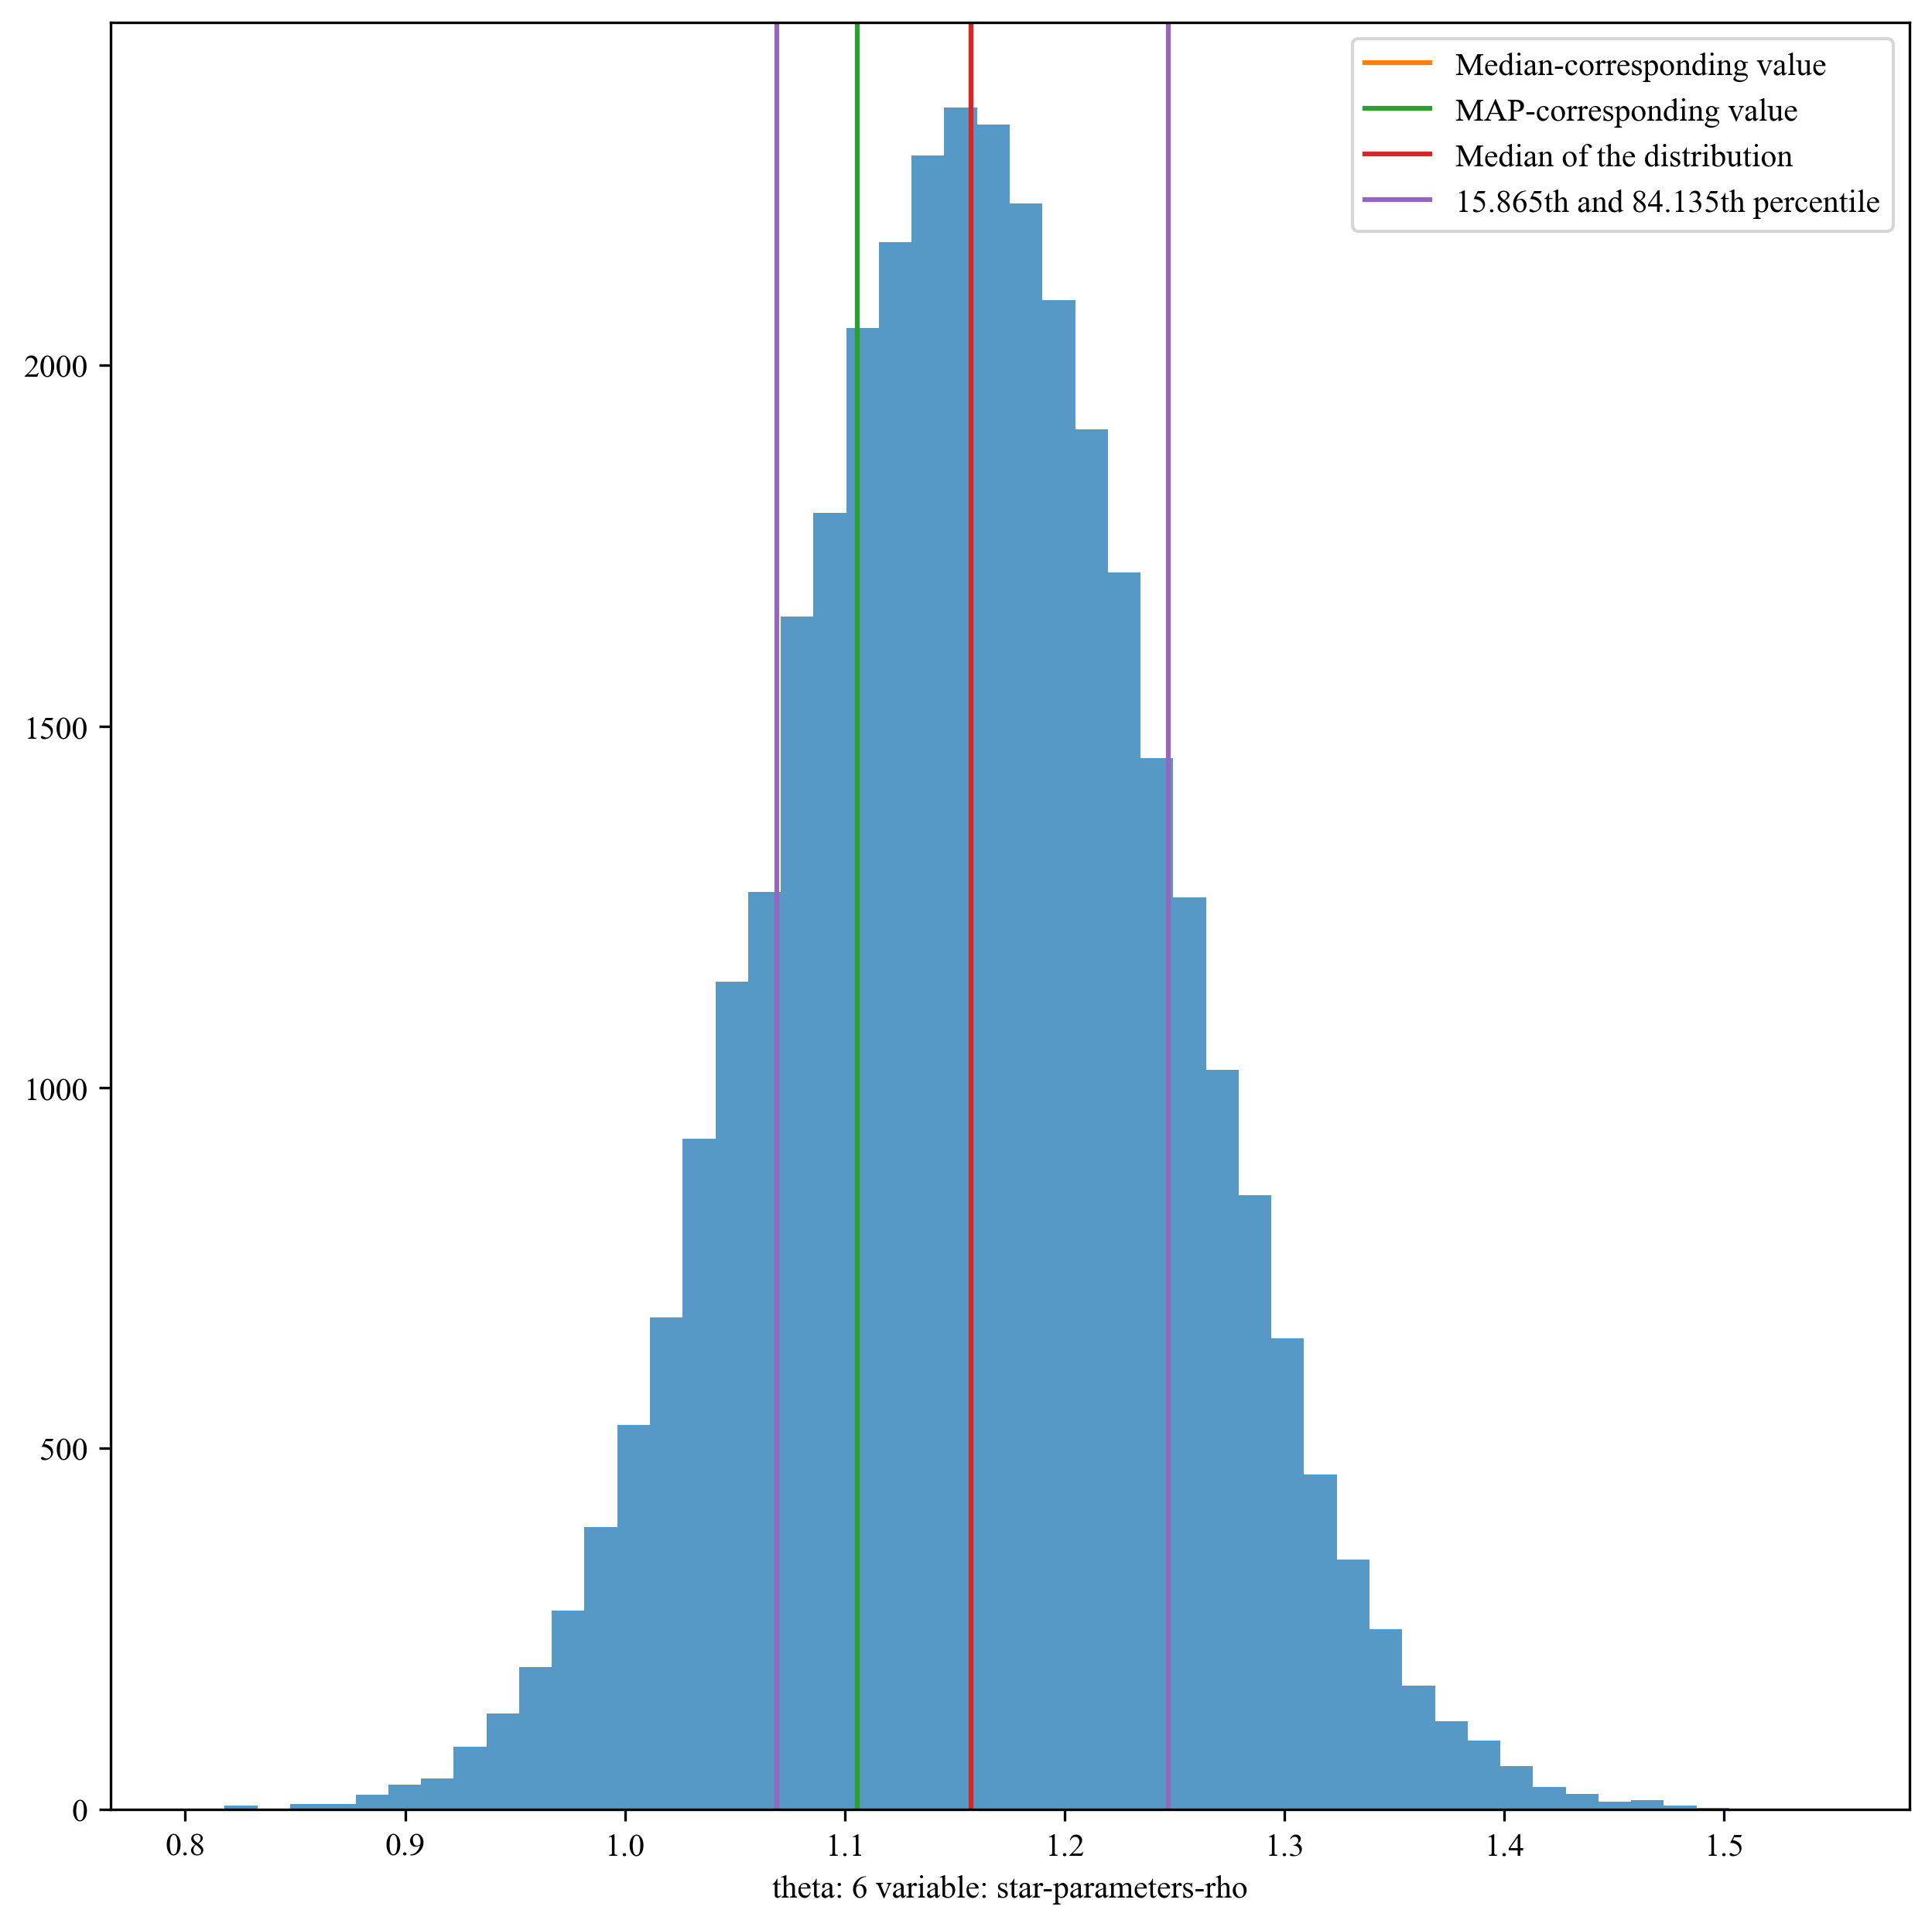 Median-corresponding value
MAP-corresponding value
Median of the distribution
15.865th and 84.135th percentile
2000
1500
1000
500
0
0.8 0.9 1.0 1.1 1.2 1.3 1.4 1.5
theta: 6 variable: star-parameters-rho